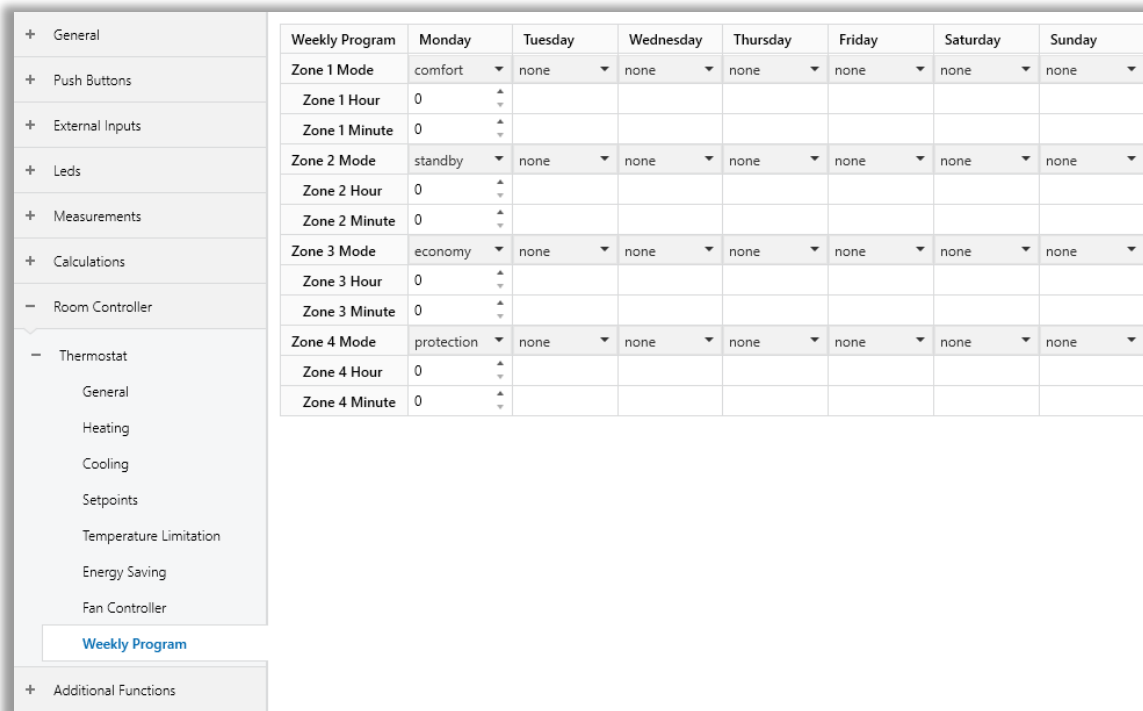 General
Push Buttons
External Inputs
Leds
Measurements
Calculations
Room Controller
Thermostat
General
Heating
Cooling
Setpoints
Temperature Limitation
Energy Saving
Fan Controller
Weekly Program
Additional Functions
Weekly Program Monday Tuesday Wednesday Thursday Friday Saturday Sunday
Zone 1 Mode comfort none none none none none none
Zone 1 Hour 0
Zone 1 Minute 0
Zone 2 Mode standby none none none none none none
Zone 2 Hour 0
Zone 2 Minute 0
Zone 3 Mode economy none none none none none none
Zone 3 Hour 0
Zone 3 Minute 0
Zone 4 Mode protection none none none none none none
Zone 4 Hour 0
Zone 4 Minute 0